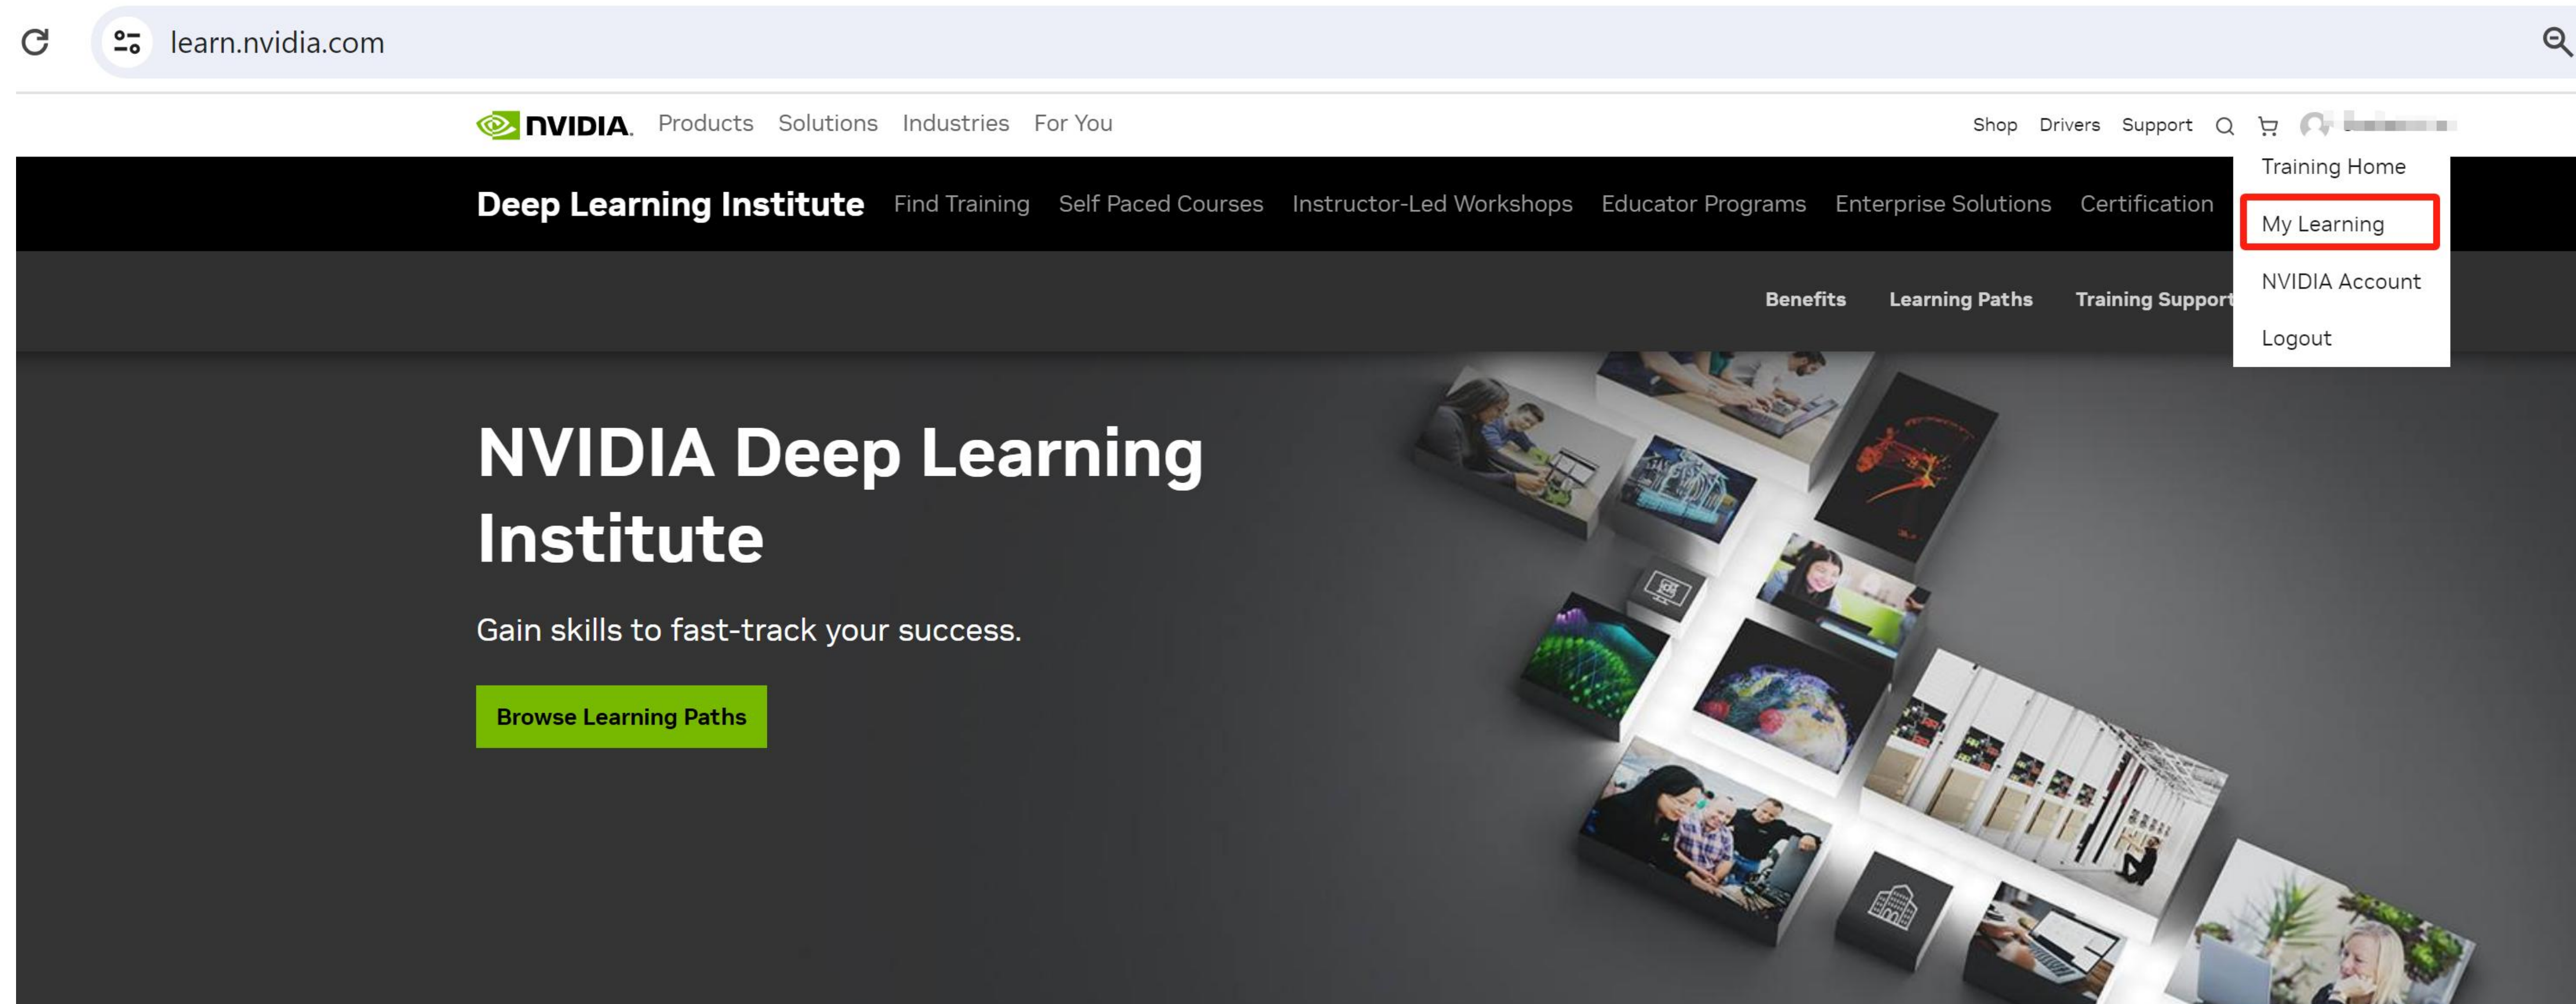 learn.nvidia.com
NVIDIA. Products Solutions Industries For You Shop Drivers Support
Training Home
Deep Learning Institute Find Training Self Paced Courses Instructor-Led Workshops Educator Programs Enterprise Solutions Certification
My Learning
NVIDIA Account
Benefits Learning Paths Training Support
Logout
NVIDIA Deep Learning
Institute
Gain skills to fast-track your success.
Browse Learning Paths